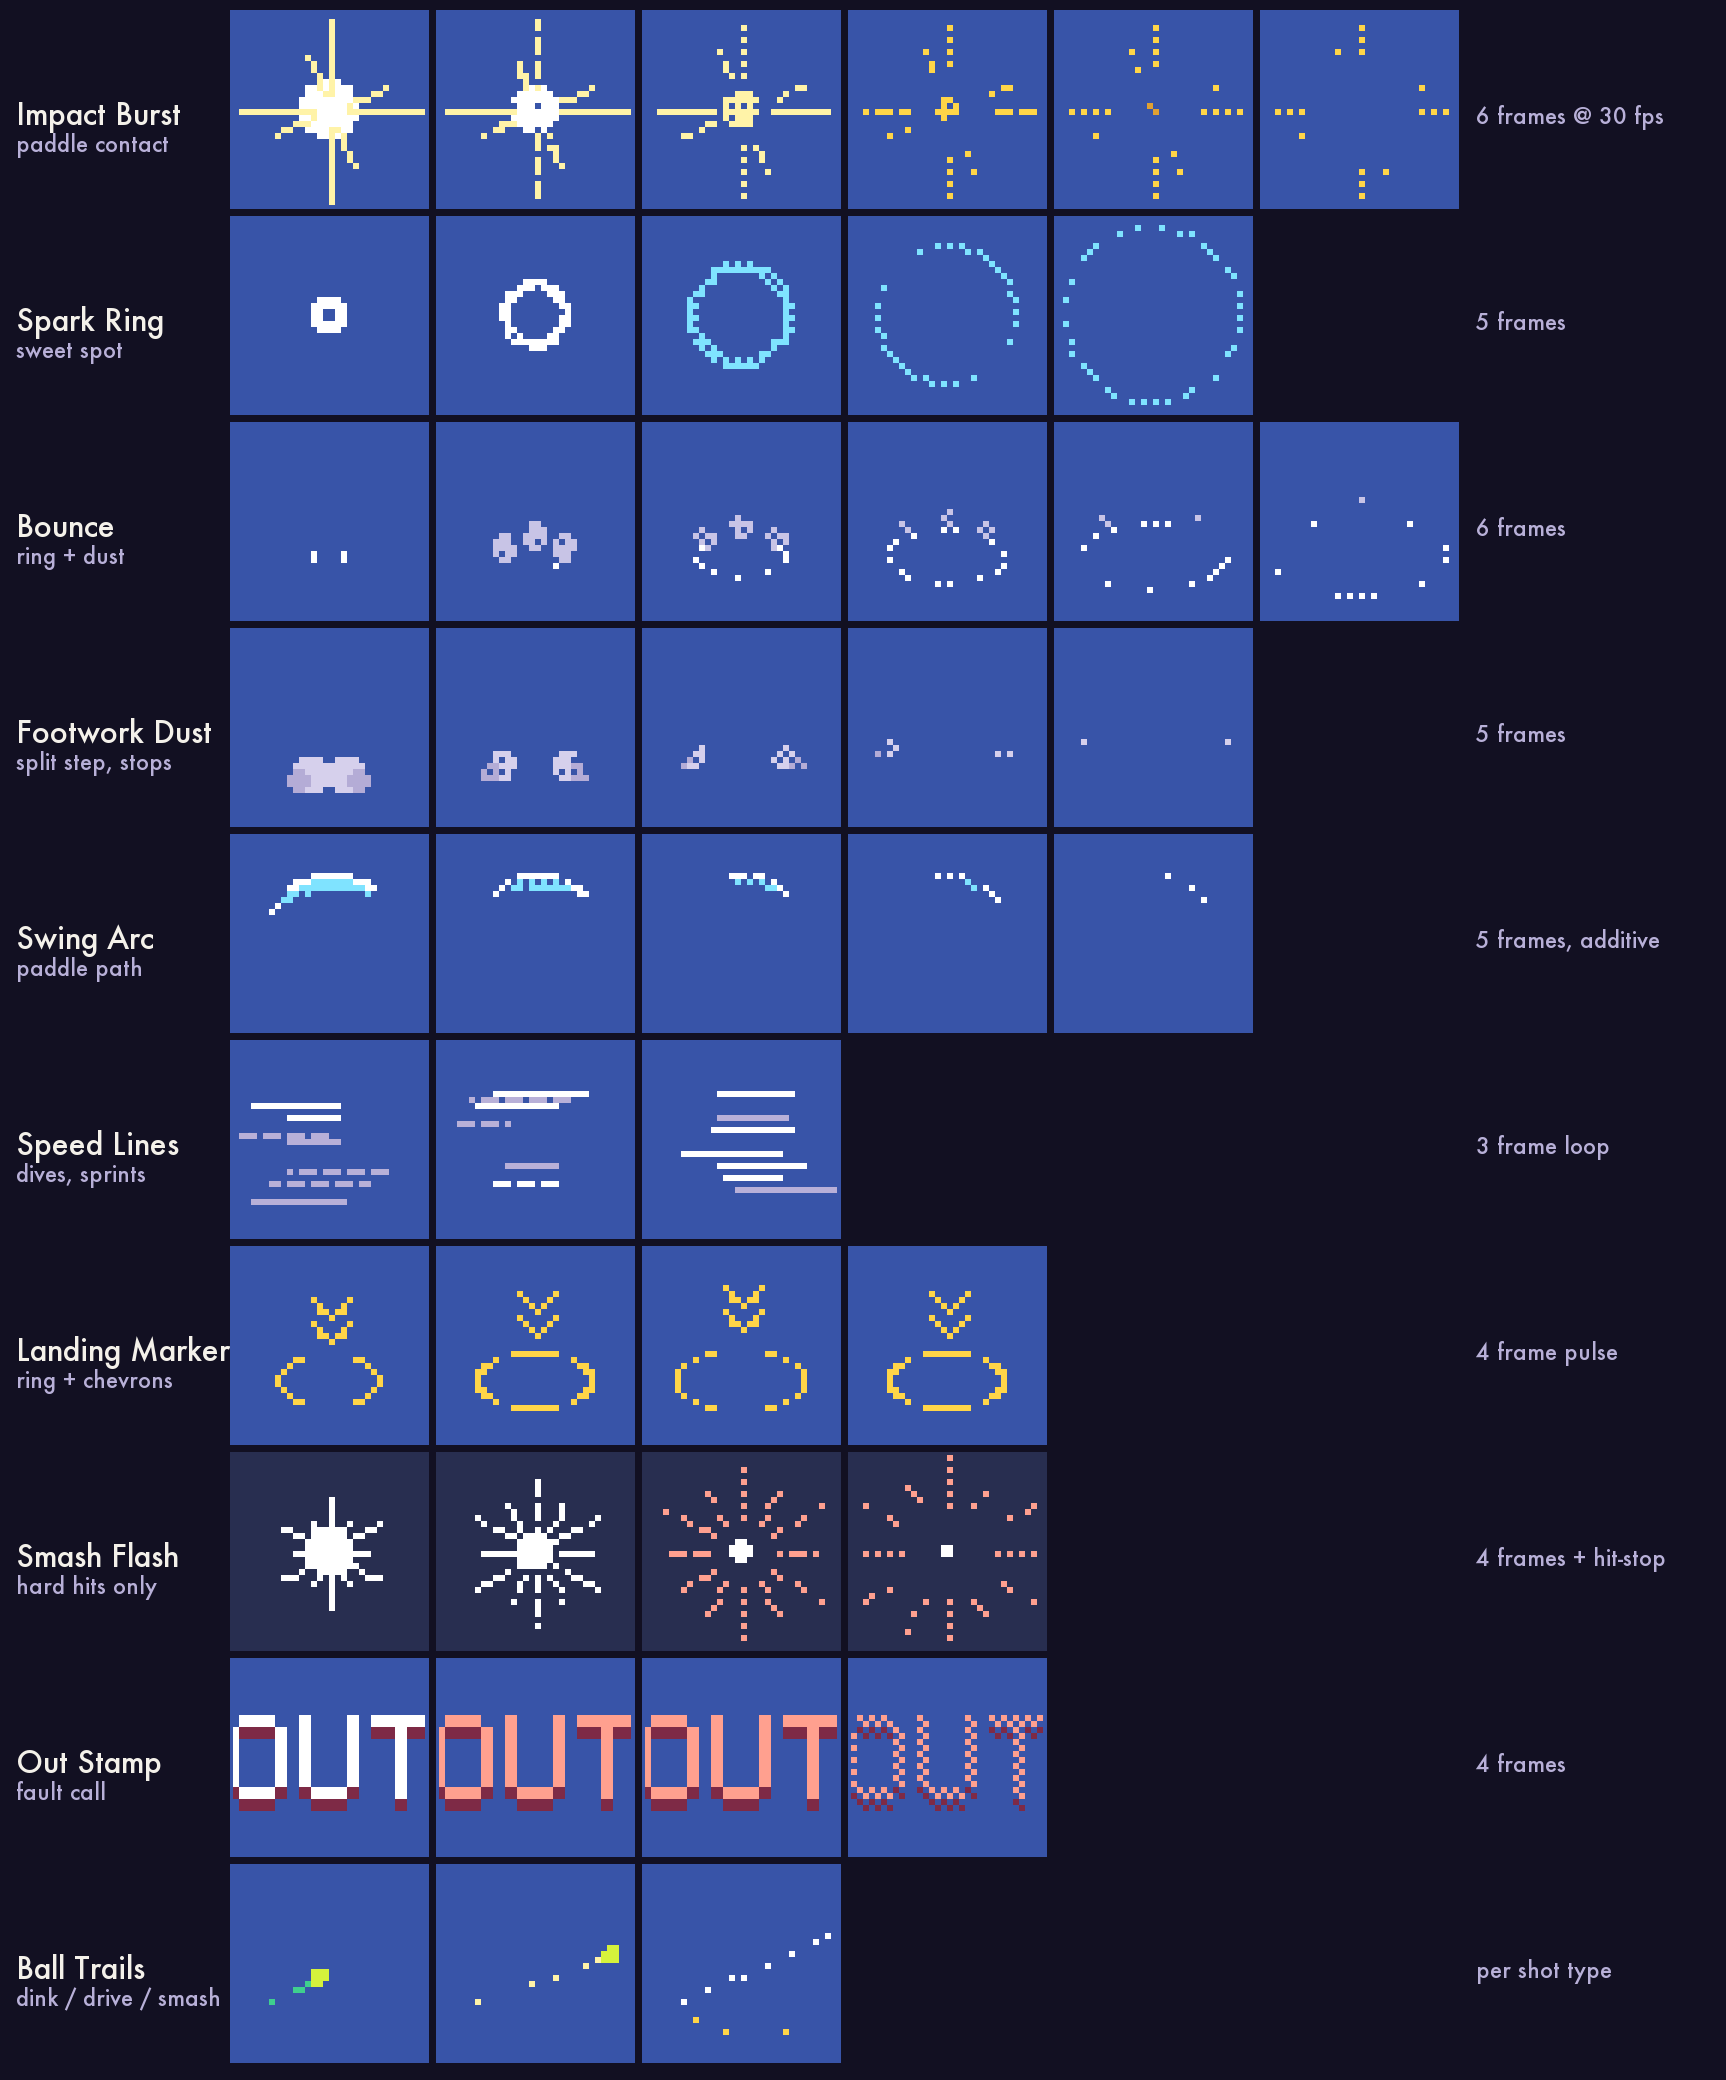 Impact Burst
paddle contact
6 frames @ 30 fps
Spark Ring
sweet spot
5 frames
Bounce
ring + dust
6 frames
Footwork Dust
split step, stops
5 frames
Swing Arc
paddle path
5 frames, additive
Speed Lines
dives, sprints
3 frame loop
Landing Marker
ring + chevrons
4 frame pulse
Smash Flash
hard hits only
4 frames + hit-stop
Out Stamp
fault call
OUT OUT OUT OUT
4 frames
Ball Trails
dink / drive / smash
per shot type